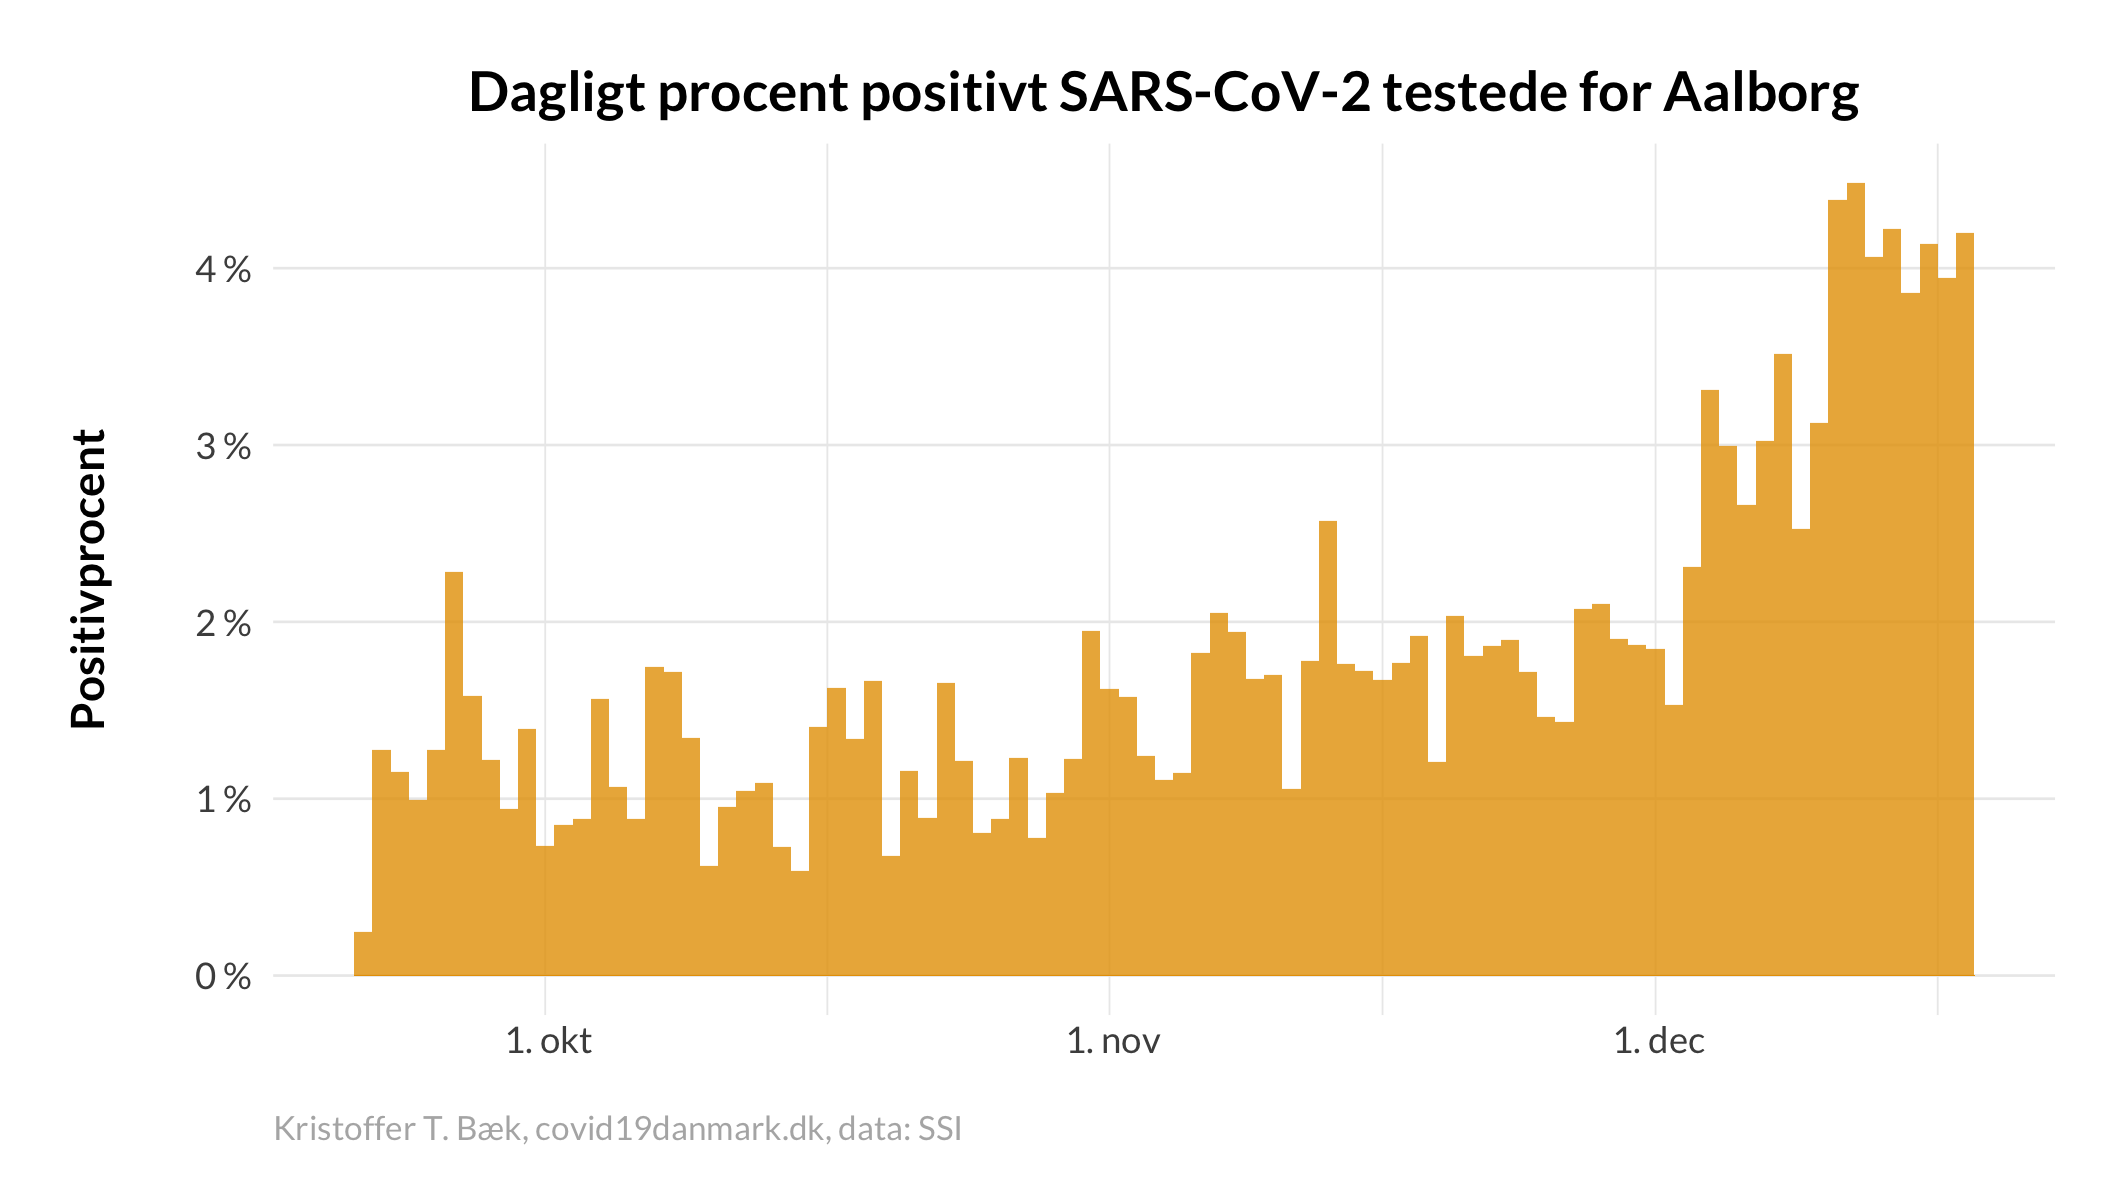 Dagligt procent positivt SARS-CoV-2 testede for Aalborg
Positivprocent
4 %
3 %
2 %
1 %
0 %
1. okt
1. nov
1. dec
Kristoffer T. Bæk, covid19danmark.dk, data: SSI